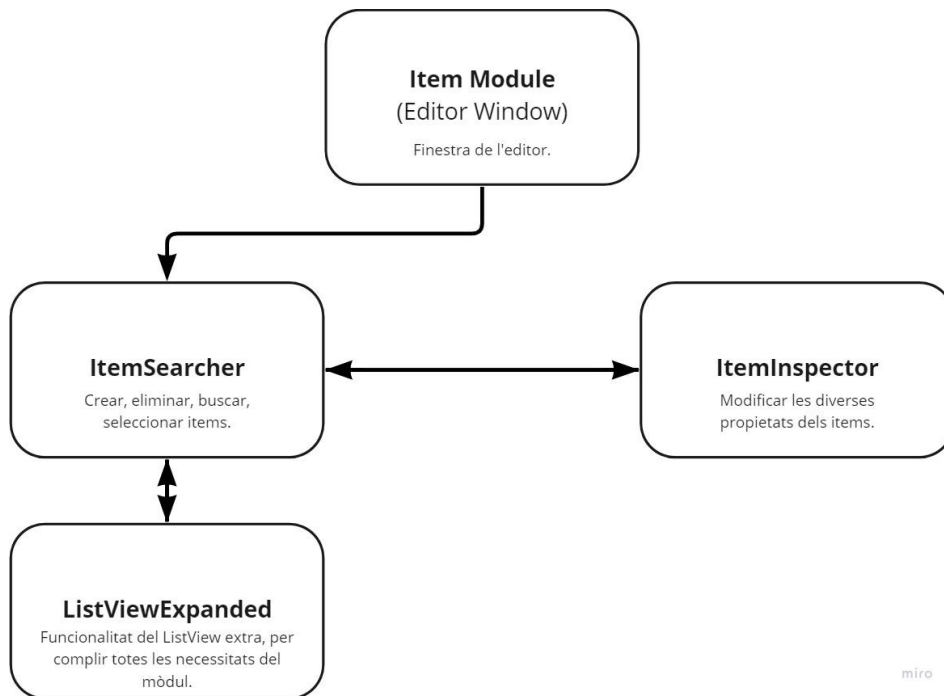 Item Module
(Editor Window)
Finestra de l'editor.
ItemSearcher
Crear, eliminar, buscar,
seleccionar items.
ItemInspector
Modificar les diverses
propietats dels items.
ListViewExpanded
Funcionalitat del ListView extra, per
complir totes les necessitats del
mòdul.
miro